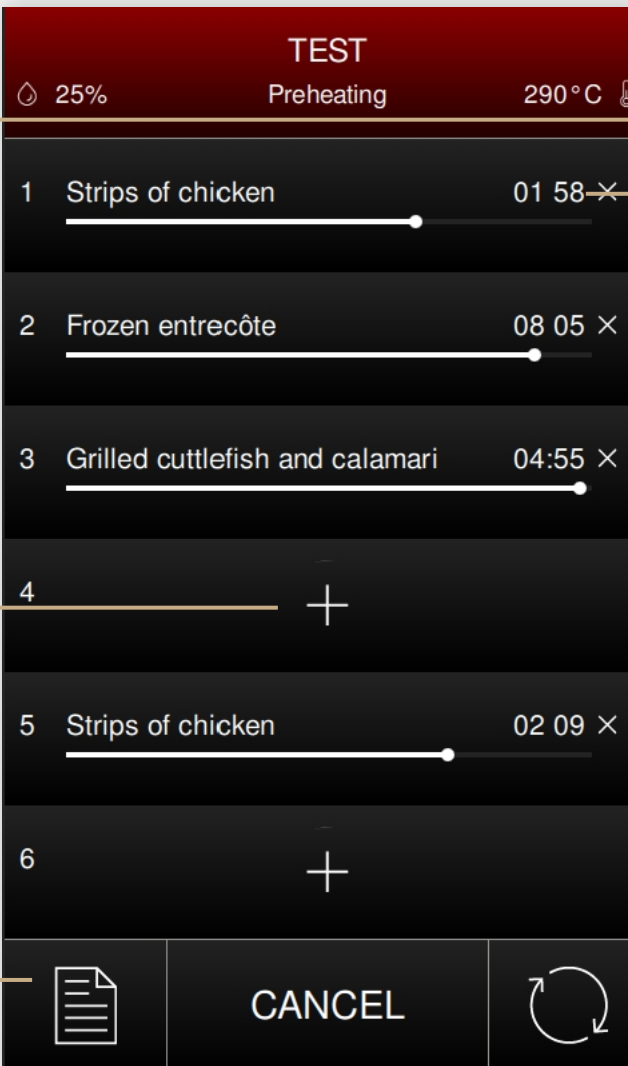 TEST
25% Preheating 290°C
1 Strips of chicken 01 58
2 Frozen entrecôte 08 05
3 Grilled cuttlefish and calamari 04:55
4
5 Strips of chicken 02 09
6
CANCEL